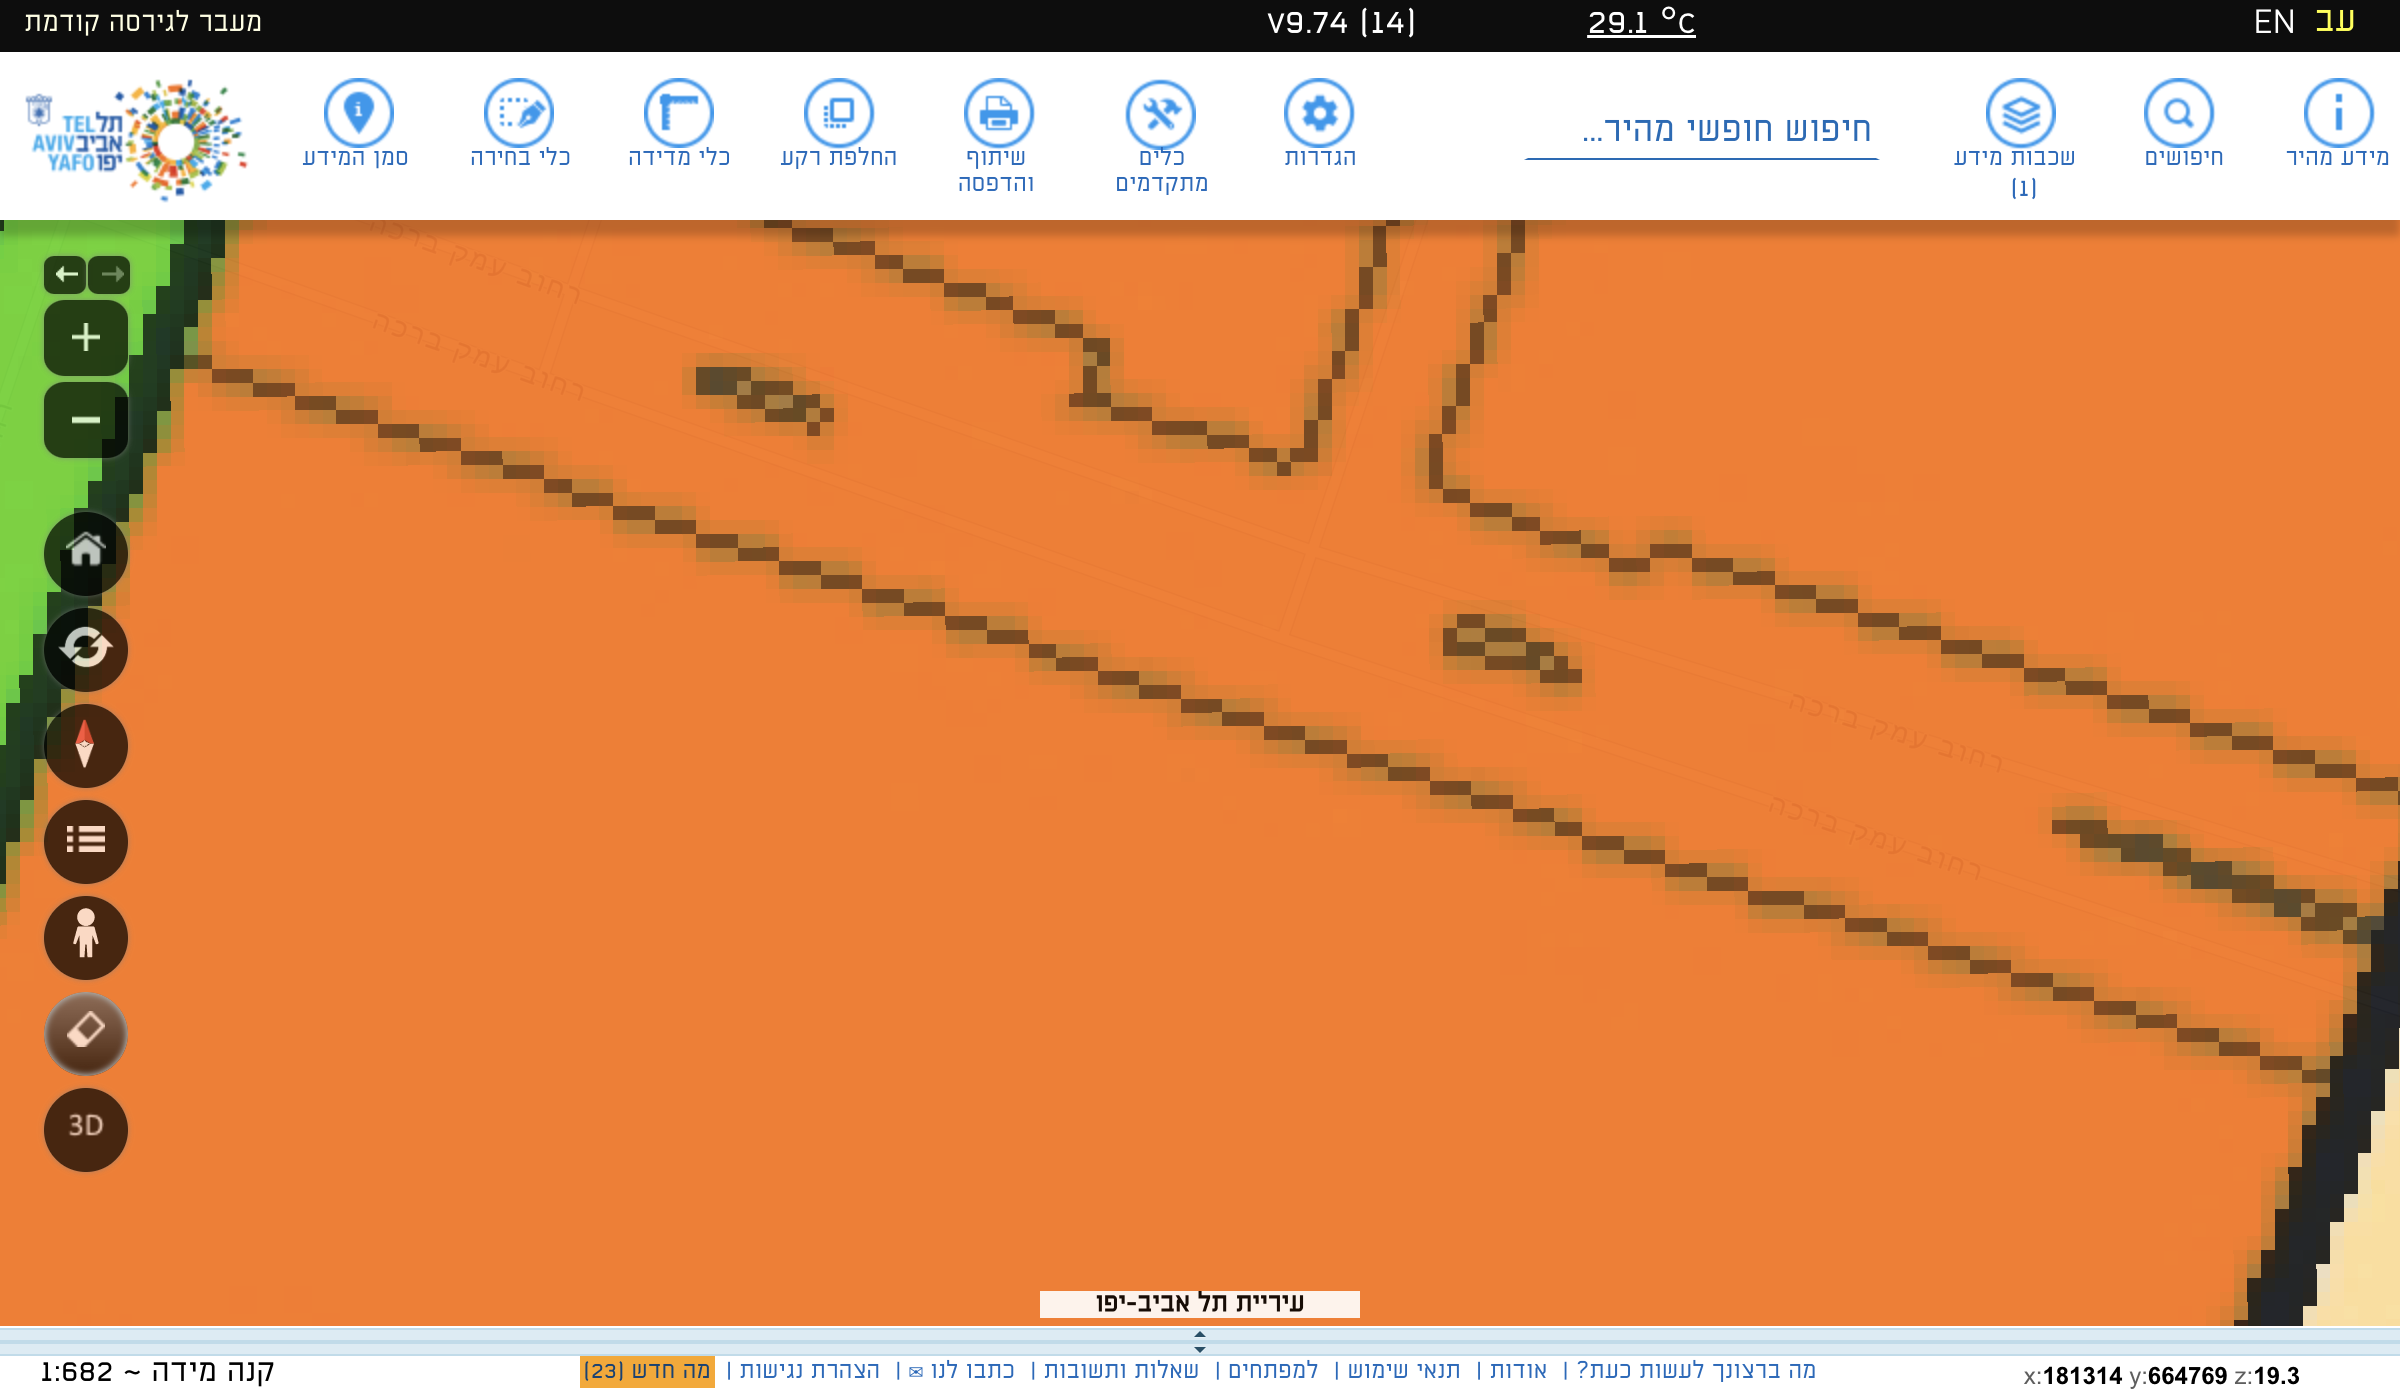 עב EN
29.1 °C
V9.74 (14)
מעבר לגירסה קודמת
מידע מהיר
חיפושים
שכבות מידע
(1)
חיפוש חופשי מהיר...
הגדרות
כלים
מתקדמים
שיתוף
והדפסה
החלפת רקע
כלי מדידה
כלי בחירה
סמן המידע
תל
אביב
יפו
TEL
AVIV
YAFO
רחוב עמק ברכה
רחוב עמק ברכה
רחוב עמק ברכה
רחוב עמק ברכה
3D
עיריית תל אביב-יפו
x:181314 y:664769 z:19.3
מה ברצונך לעשות כעת? | אודות | תנאי שימוש | למפתחים | שאלות ותשובות | כתבו לנו ✉ | הצהרת נגישות | מה חדש (23)
קנה מידה ~ 1:682